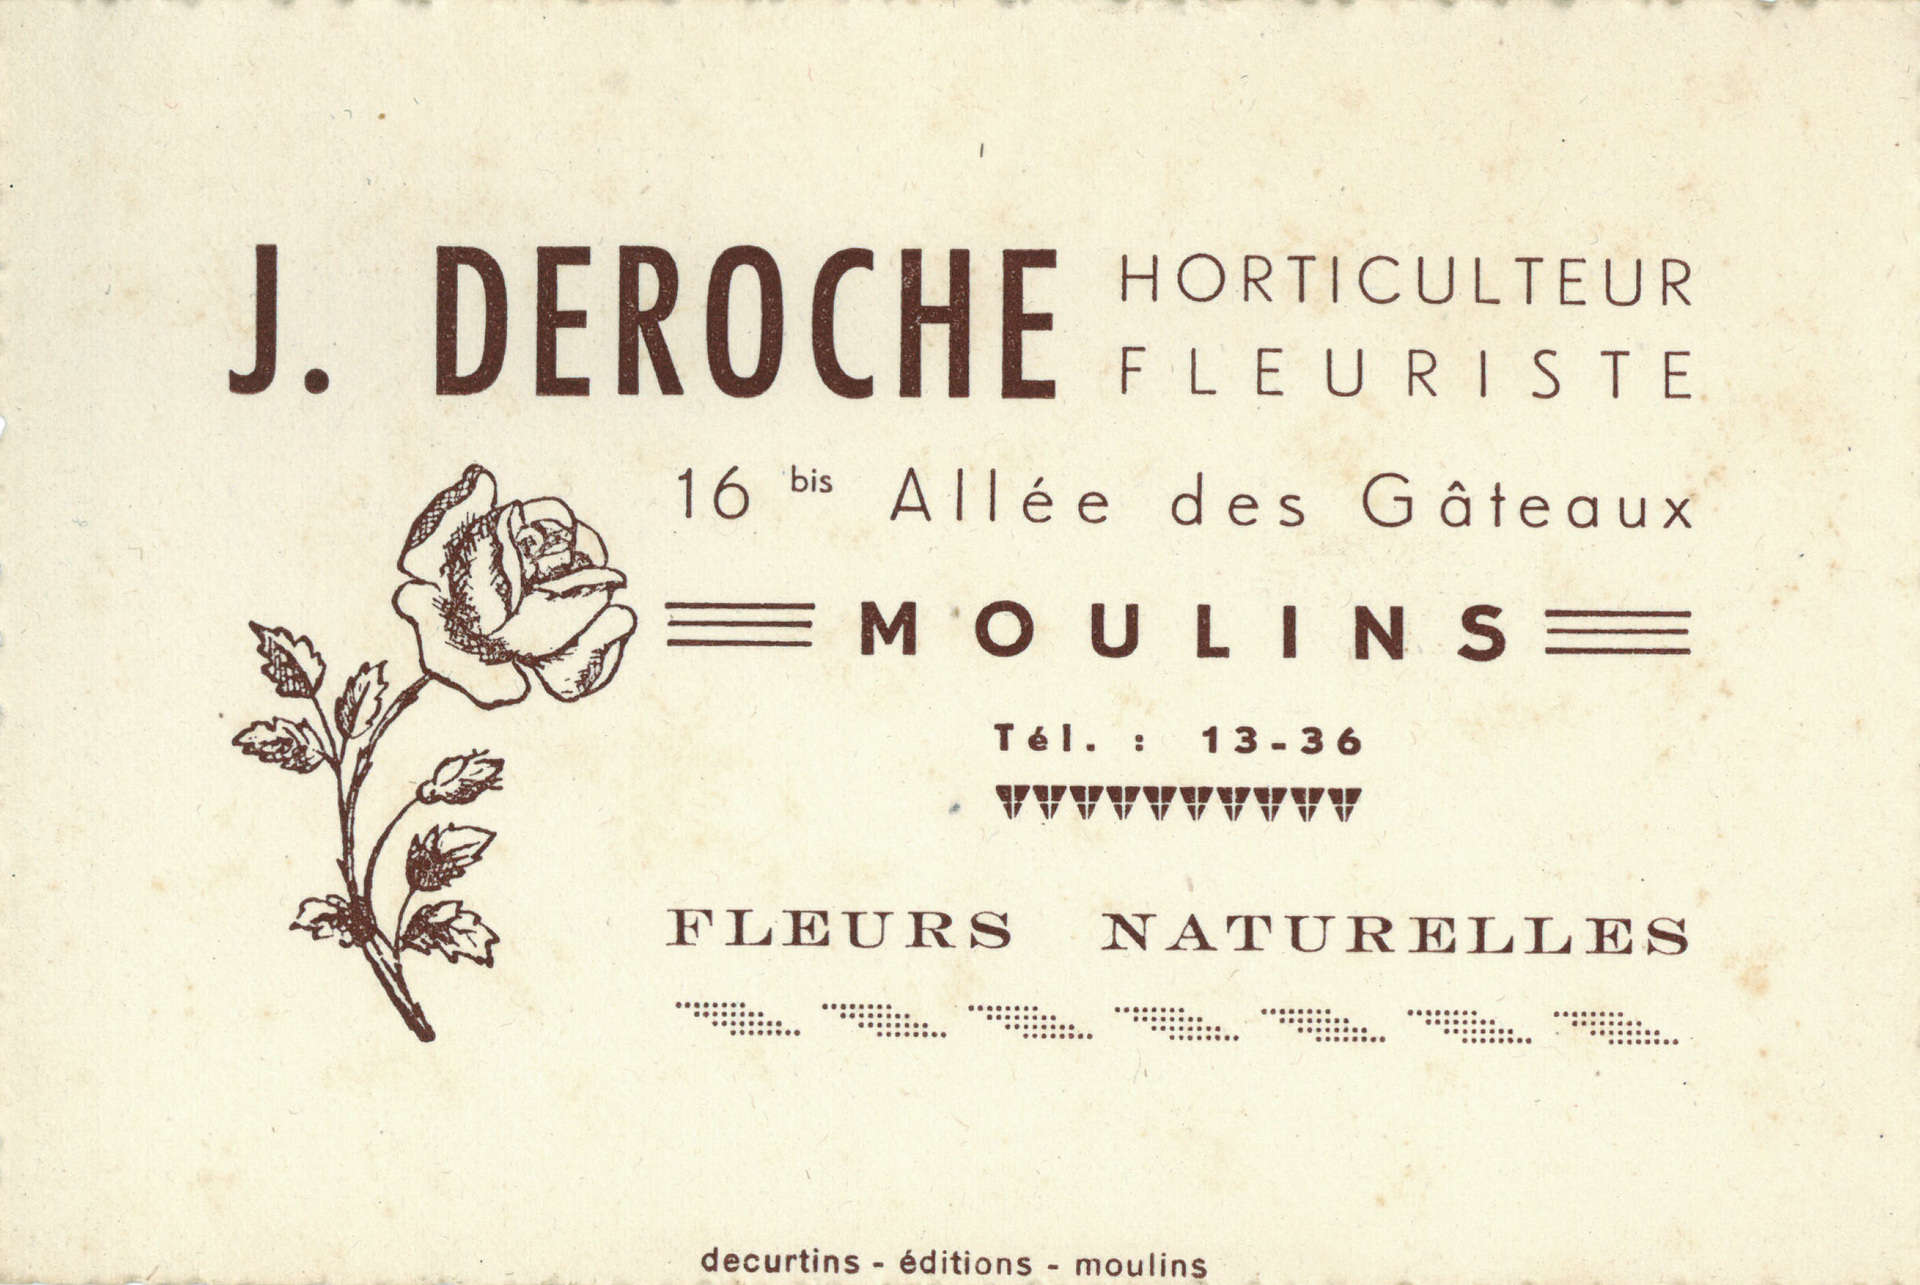 J. DEROCHE HORTICULTEUR
FLEURISTE
16 bis Allée des Gâteaux
MOULINS
Tél. : 13-36
FLEURS NATURELLES
decurtins - éditions - moulins